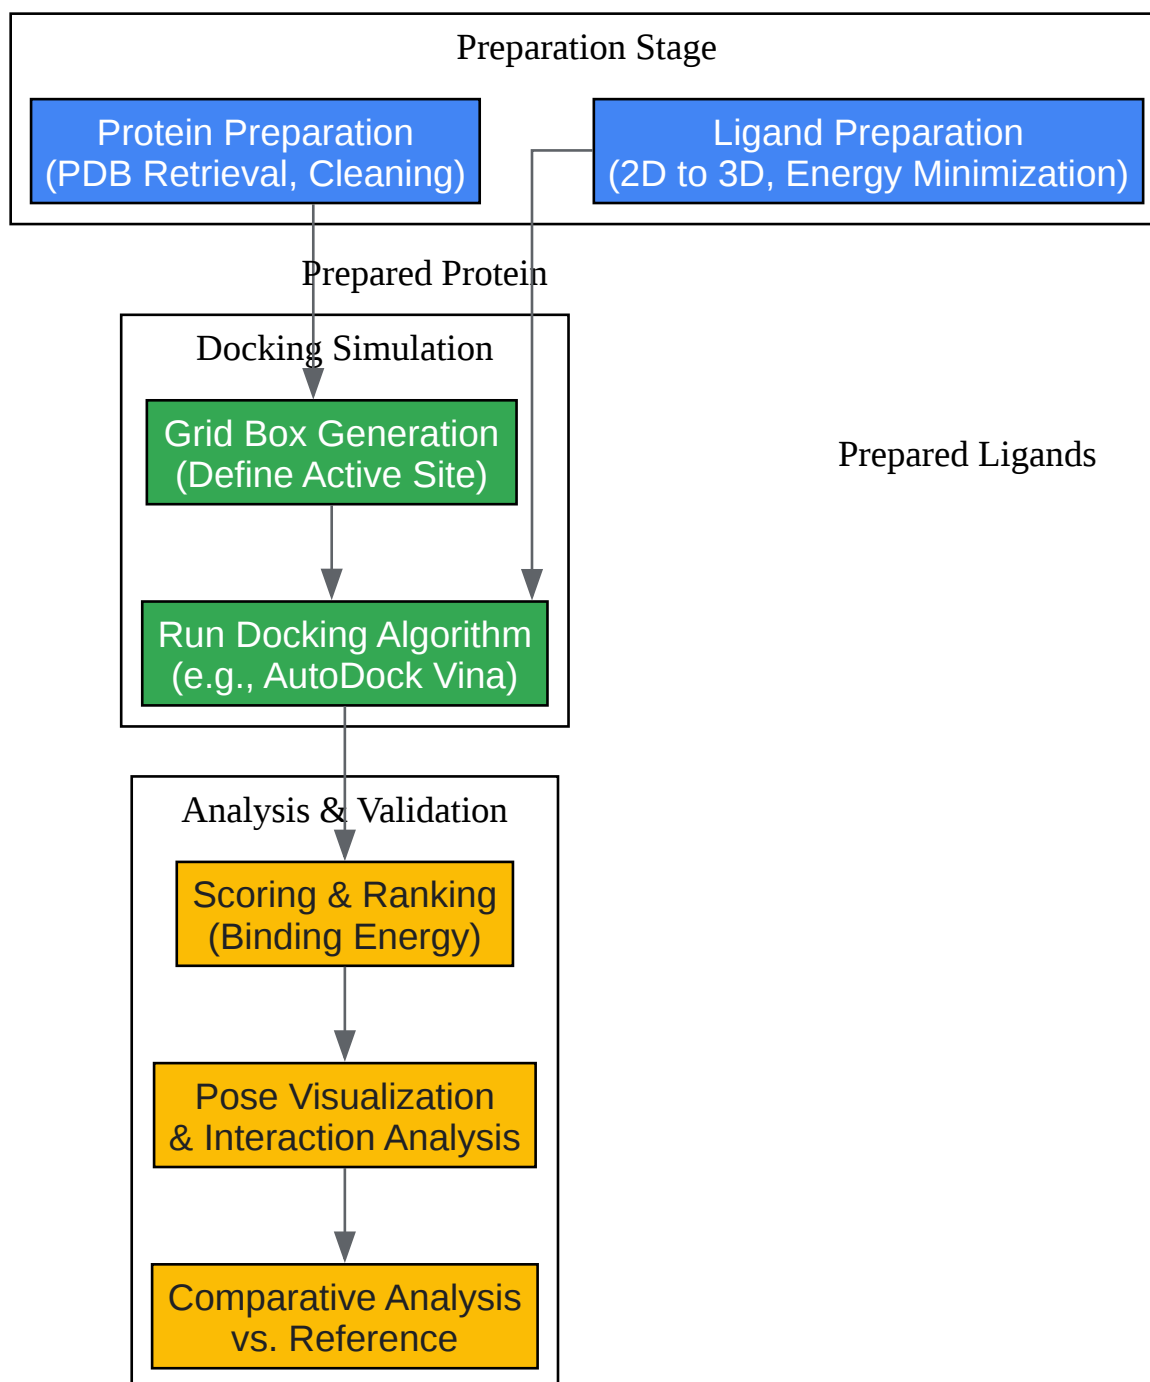 Preparation Stage
Protein Preparation
(PDB Retrieval, Cleaning)
Ligand Preparation
(2D to 3D, Energy Minimization)
Prepared Protein
Docking Simulation
Grid Box Generation
(Define Active Site)
Prepared Ligands
Run Docking Algorithm
(e.g., AutoDock Vina)
Analysis & Validation
Scoring & Ranking
(Binding Energy)
Pose Visualization
& Interaction Analysis
Comparative Analysis
vs. Reference